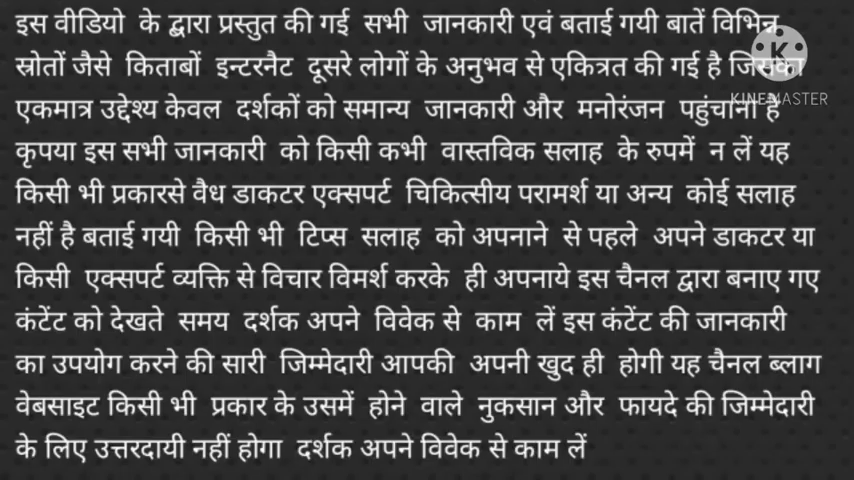 इस वीडियो के द्बारा प्रस्तुत की गई सभी जानकारी एवं बताई गयी बातें विभिन्न
स्रोतों जैसे किताबों इन्टरनैट दूसरे लोगों के अनुभव से एकित्रत की गई है जिसका
KINEMASTER
एकमात्र उद्देश्य केवल दर्शकों को समान्य जानकारी और मनोरंजन पहुंचाना है
कृपया इस सभी जानकारी को किसी कभी वास्तविक सलाह के रुपमें न लें यह
किसी भी प्रकारसे वैध डाकटर एक्सपर्ट चिकित्सीय परामर्श या अन्य कोई सलाह
नहीं है बताई गयी किसी भी टिप्स सलाह को अपनाने से पहले अपने डाकटर या
किसी एक्सपर्ट व्यक्ति से विचार विमर्श करके ही अपनाये इस चैनल द्वारा बनाए गए
कंटेंट को देखते समय दर्शक अपने विवेक से काम लें इस कंटेंट की जानकारी
का उपयोग करने की सारी जिम्मेदारी आपकी अपनी खुद ही होगी यह चैनल ब्लाग
वेबसाइट किसी भी प्रकार के उसमें होने वाले नुकसान और फायदे की जिम्मेदारी
के लिए उत्तरदायी नहीं होगा दर्शक अपने विवेक से काम लें